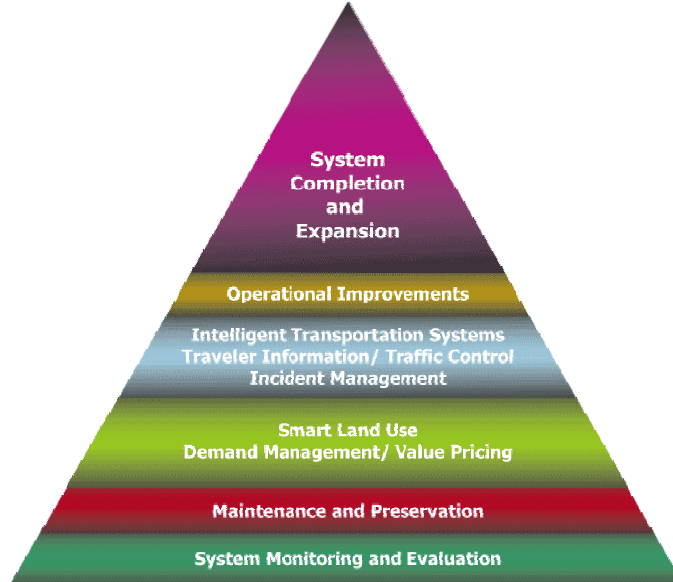 System
Completion
and
Expansion
Operational Improvements
Intelligent Transportation Systems
Traveler Information/ Traffic Control
Incident Management
Smart Land Use
Demand Management/ Value Pricing
Maintenance and Preservation
System Monitoring and Evaluation